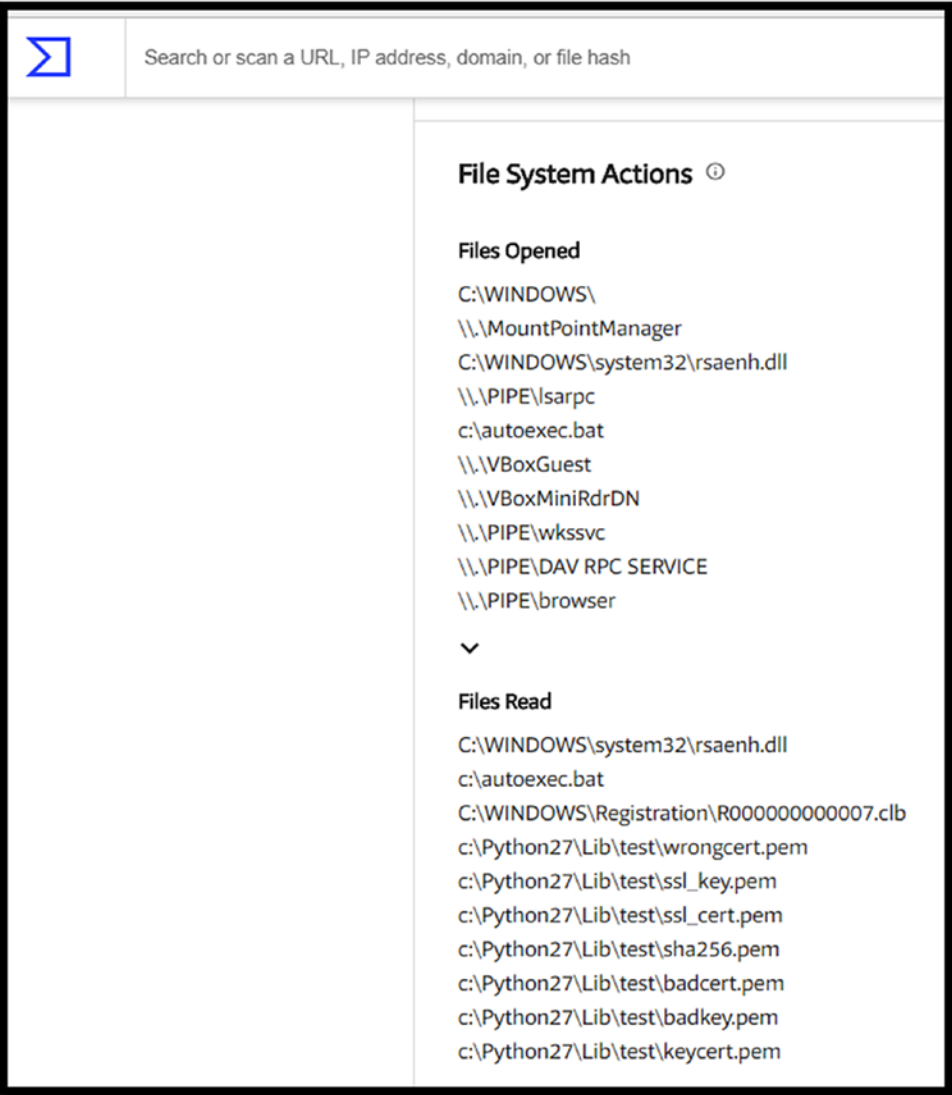 Search or scan a URL, IP address, domain, or file hash
File System Actions
Files Opened
C:\WINDOWS\
\\.\MountPointManager
C:\WINDOWS\system32\rsaenh.dll
\\.\PIPE\lsarpc
c:\autoexec.bat
\\.\VBoxGuest
\\.\VBoxMiniRdrDN
\\.\PIPE\wkssvc
\\.\PIPE\DAV RPC SERVICE
\\.\PIPE\browser
Files Read
C:\WINDOWS\system32\rsaenh.dll
c:\autoexec.bat
C:\WINDOWS\Registration\R000000000007.clb
c:\Python27\Lib\test\wrongcert.pem
c:\Python27\Lib\test\ssl_key.pem
c:\Python27\Lib\test\ssl_cert.pem
c:\Python27\Lib\test\sha256.pem
c:\Python27\Lib\test\badcert.pem
c:\Python27\Lib\test\badkey.pem
c:\Python27\Lib\test\keycert.pem